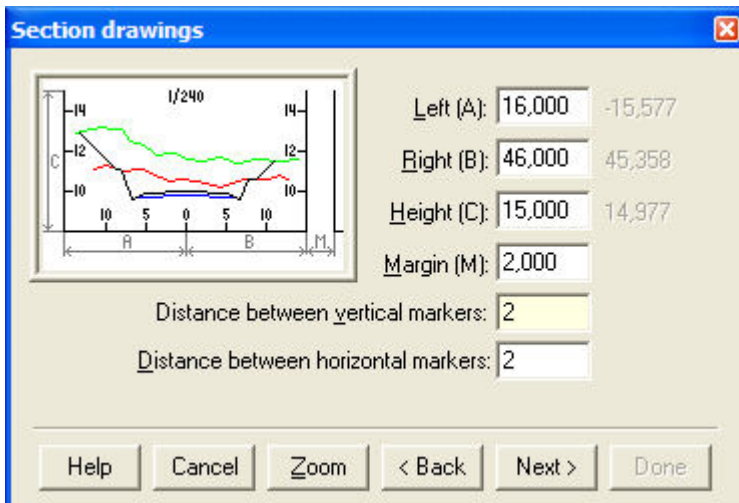 Section drawings
1/240
14 14
12 12
10 10
10 5 0 5 10
C
A B M
Left (A): 16,000 -15,577
Right (B): 46,000 45,358
Height (C): 15,000 14,977
Margin (M): 2,000
Distance between vertical markers: 2
Distance between horizontal markers: 2
Help Cancel Zoom < Back Next > Done